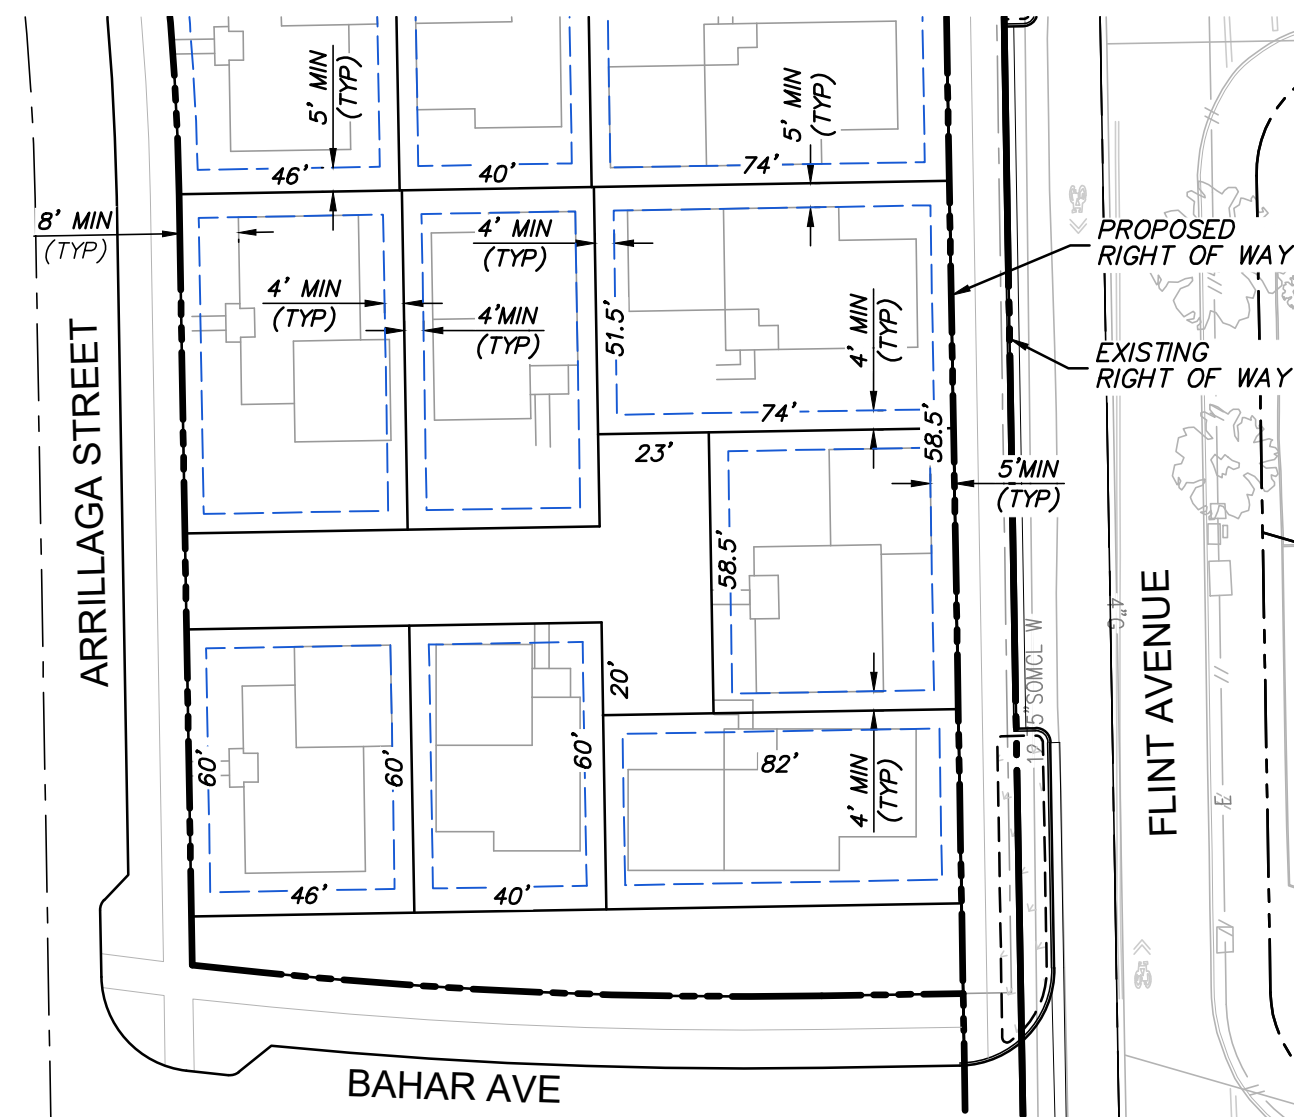 5' MIN
(TYP)
5' MIN
(TYP)
46'
40'
74'
8' MIN
(TYP)
4' MIN
(TYP)
PROPOSED
RIGHT OF WAY
4' MIN
(TYP)
4'MIN
(TYP)
51.5'
4' MIN
(TYP)
EXISTING
RIGHT OF WAY
ARRILLAGA STREET
74'
58.5'
23'
5'MIN
(TYP)
58.5'
4"G
FLINT AVENUE
20'
60'
60'
60'
82'
4' MIN
(TYP)
E
46'
40'
BAHAR AVE